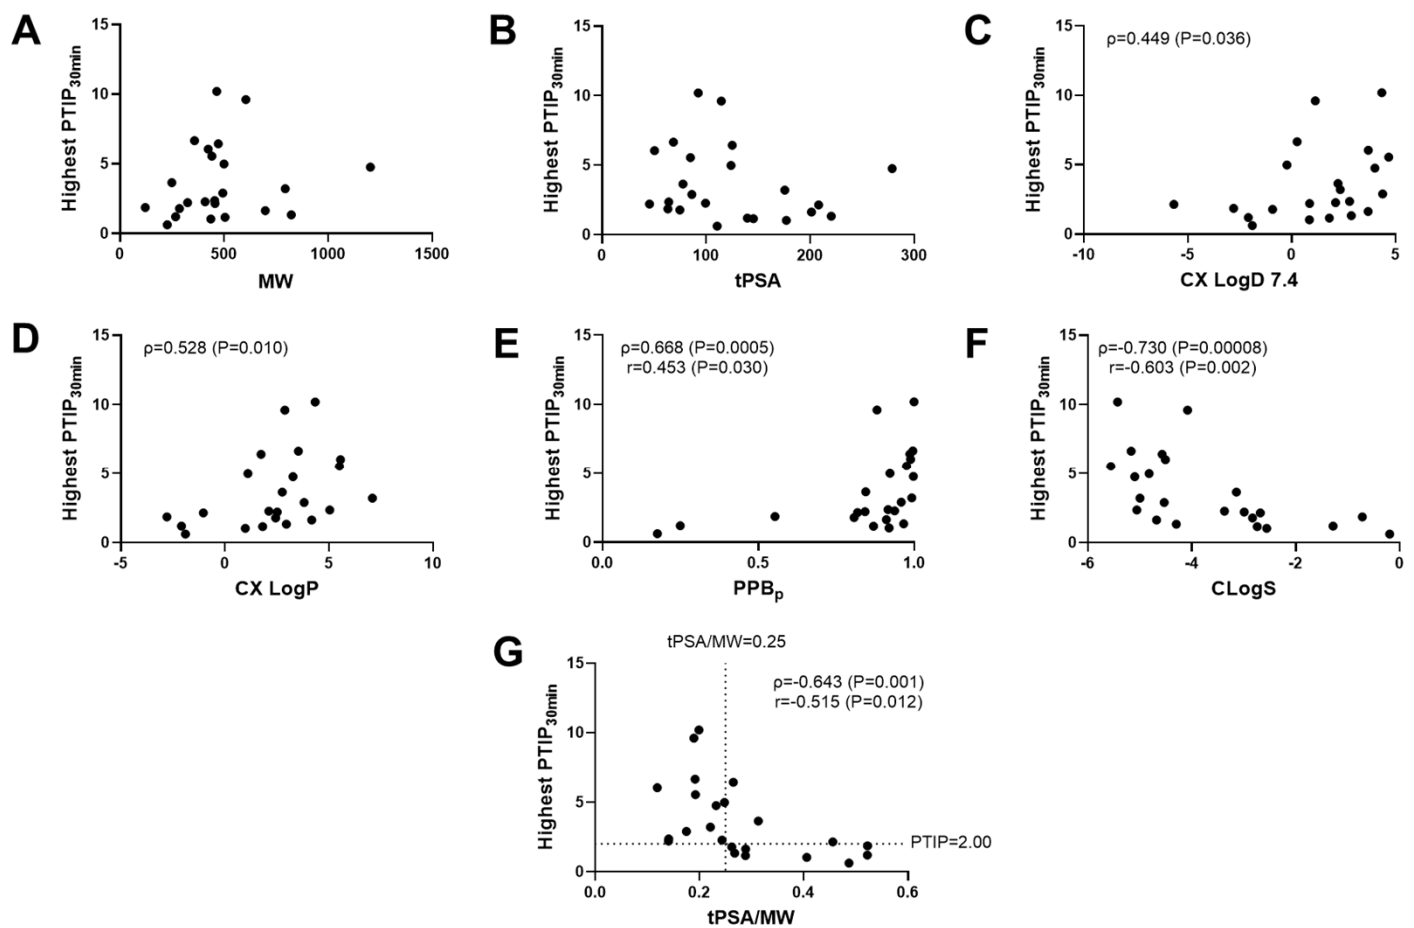 A
Highest PTIP30min
15
10
5
0
0
500
1000
1500
MW
B
Highest PTIP30min
15
10
5
0
0
100
200
300
tPSA
C
ρ=0.449 (P=0.036)
Highest PTIP30min
15
10
5
0
-10
-5
0
5
CX LogD 7.4
D
ρ=0.528 (P=0.010)
Highest PTIP30min
15
10
5
0
-5
0
5
10
CX LogP
E
ρ=0.668 (P=0.0005)
r=0.453 (P=0.030)
Highest PTIP30min
15
10
5
0
0.0
0.5
1.0
PPBp
F
ρ=-0.730 (P=0.00008)
r=-0.603 (P=0.002)
Highest PTIP30min
15
10
5
0
-6
-4
-2
0
CLogS
G
tPSA/MW=0.25
ρ=-0.643 (P=0.001)
r=-0.515 (P=0.012)
Highest PTIP30min
15
10
5
0
PTIP=2.00
0.0
0.2
0.4
0.6
tPSA/MW